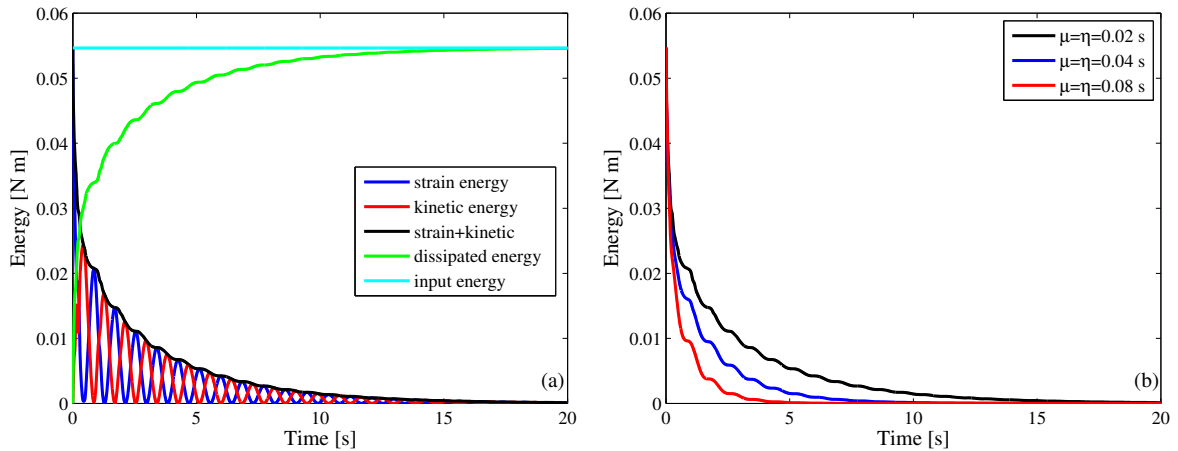 0.06
0.05
0.04
0.03
0.02
0.01
0
Energy [N m]
strain energy
kinetic energy
strain+kinetic
dissipated energy
input energy
(a)
0 5 10 15 20
Time [s]
0.06
0.05
0.04
0.03
0.02
0.01
0
Energy [N m]
μ=η=0.02 s
μ=η=0.04 s
μ=η=0.08 s
(b)
0 5 10 15 20
Time [s]